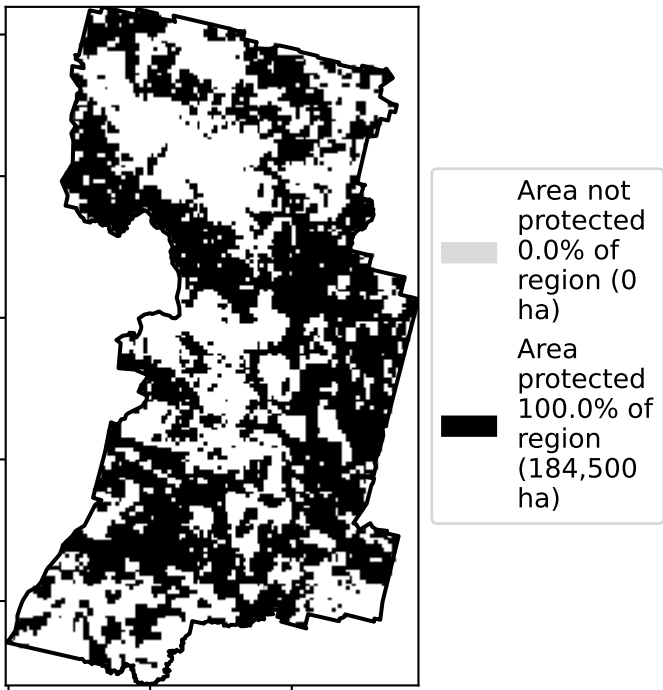 Area not
protected
0.0% of
region (0
ha)
Area
protected
100.0% of
region
(184,500
ha)